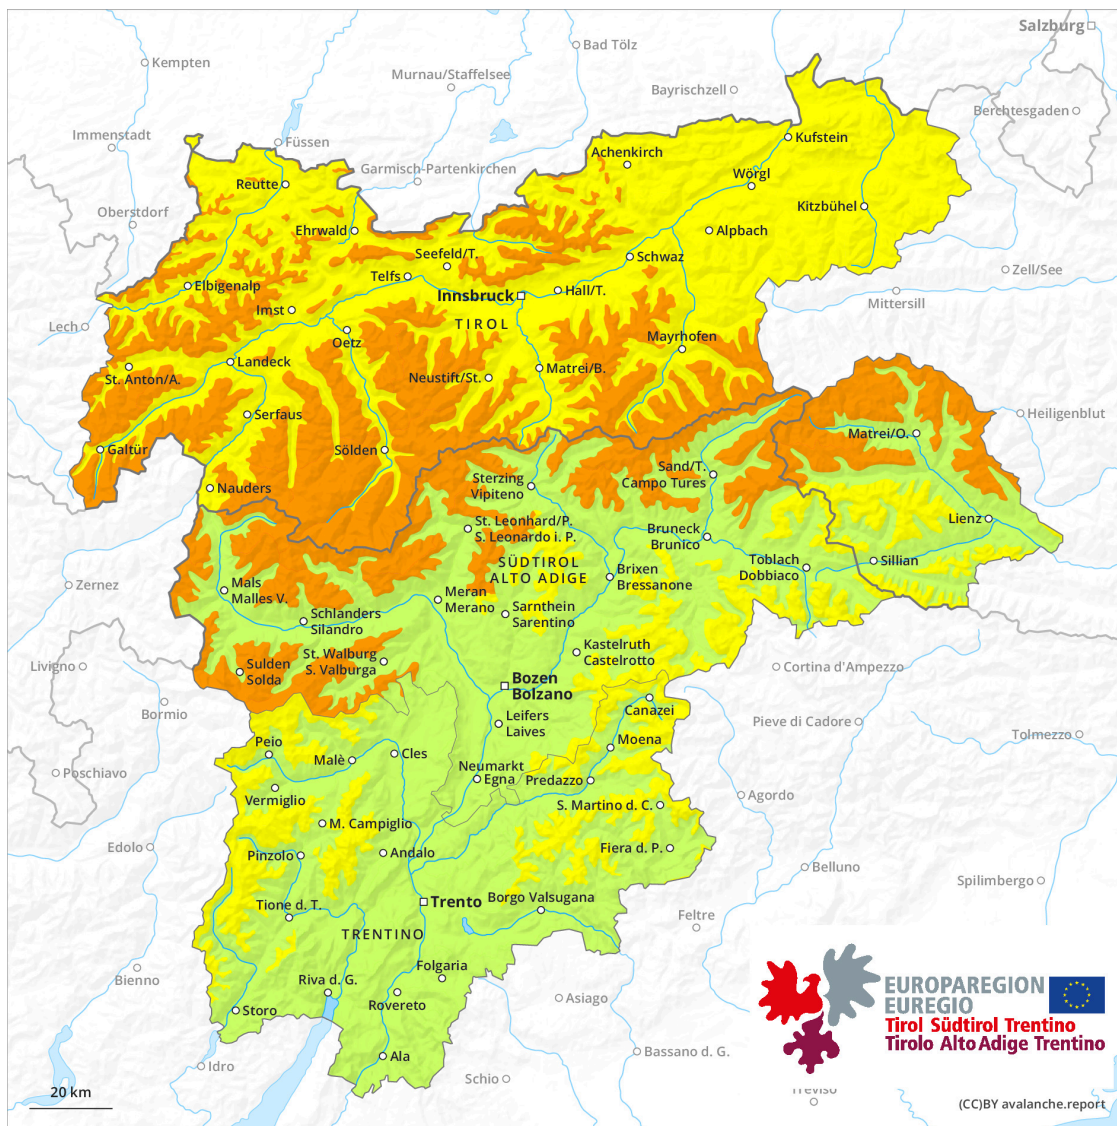 Salzburg
Bad Tölz
Kempten
Murnau/Staffelsee
Bayrischzell
Berchtesgaden
Immenstadt
Füssen
Kufstein
Achenkirch
Garmisch-Partenkirchen
Wörgl
Reutte
Kitzbühel
Oberstdorf
Ehrwald
Alpbach
Seefeld/T.
Schwaz
Telfs
Zell/See
Elbigenalp
Hall/T.
Innsbruck
Mittersill
Imst
TIROL
Lech
Oetz
Mayrhofen
Landeck
Matrei/B.
St. Anton/A.
Neustift/St.
Serfaus
Heiligenblut
Matrei/O.
Galtür
Sölden
Sand/T.
Campo Tures
Sterzing
Vipiteno
Nauders
St. Leonhard/P.
S. Leonardo i. P.
Lienz
Bruneck
Brunico
SÜDTIROL
ALTO ADIGE
Toblach
Dobbiaco
Sillian
Brixen
Bressanone
Zernez
Mals
Malles V.
Meran
Merano
Schlanders
Silandro
Sarnthein
Sarentino
Kastelruth
Castelrotto
St. Walburg
S. Valburga
Livigno
Sulden
Solda
Cortina d'Ampezzo
Bozen
Bolzano
Bormio
Canazei
Leifers
Laives
Pieve di Cadore
Tolmezzo
Peio
Moena
Malè
Cles
Neumarkt
Egna
Predazzo
Poschiavo
Vermiglio
Agordo
S. Martino d. C.
M. Campiglio
Edolo
Pinzolo
Andalo
Fiera d. P.
Belluno
Spilimbergo
Trento
Borgo Valsugana
Tione d. T.
Feltre
TRENTINO
Folgaria
Bienno
Riva d. G.
Rovereto
Asiago
Storo
EUROPAREGION
EUREGIO
Tirol Südtirol Trentino
Tirolo Alto Adige Trentino
Ala
Bassano d. G.
Idro
Schio
Treviso
20 km
(CC)BY avalanche.report